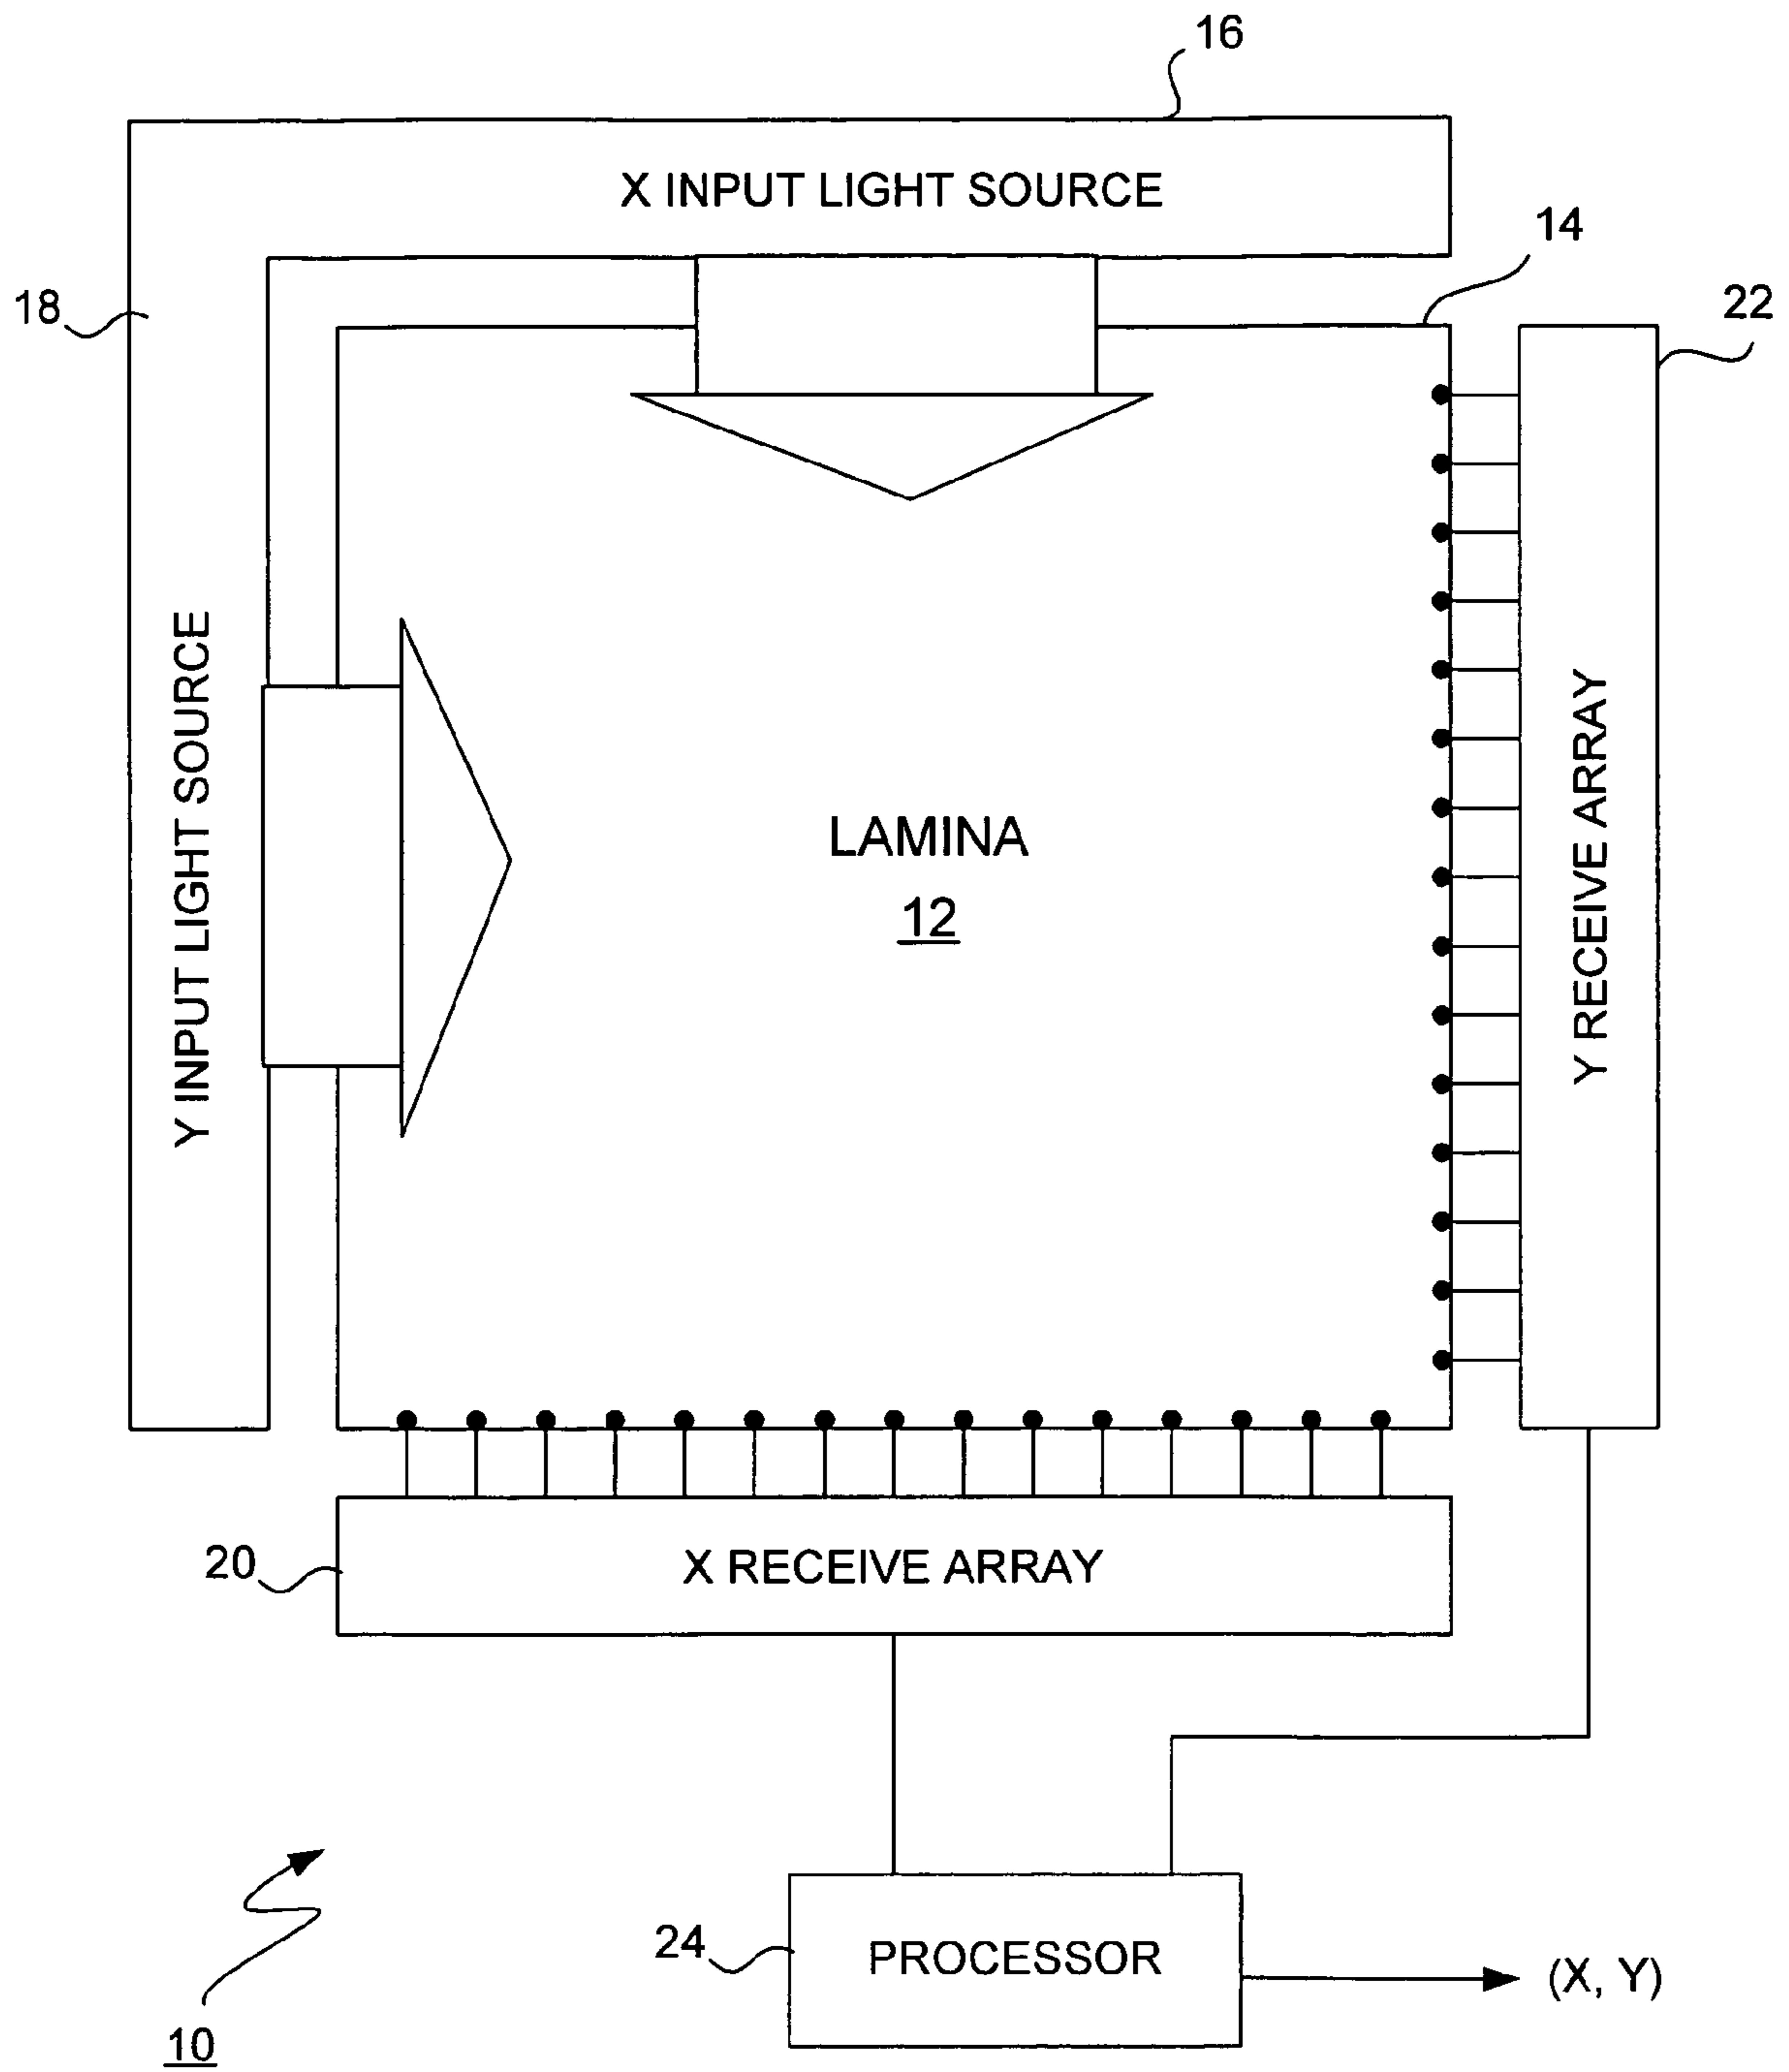 16
X INPUT LIGHT SOURCE
14
18
22
Y INPUT LIGHT SOURCE
LAMINA
12
Y RECEIVE ARRAY
20
X RECEIVE ARRAY
24
PROCESSOR
(X, Y)
10